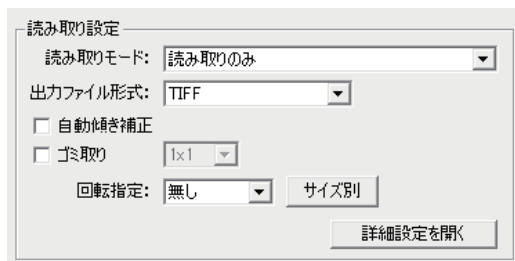 読み取り設定
読み取りモード: 読み取りのみ
出力ファイル形式: TIFF
自動傾き補正
ゴミ取り 1x1
回転指定: 無し サイズ別
詳細設定を開く